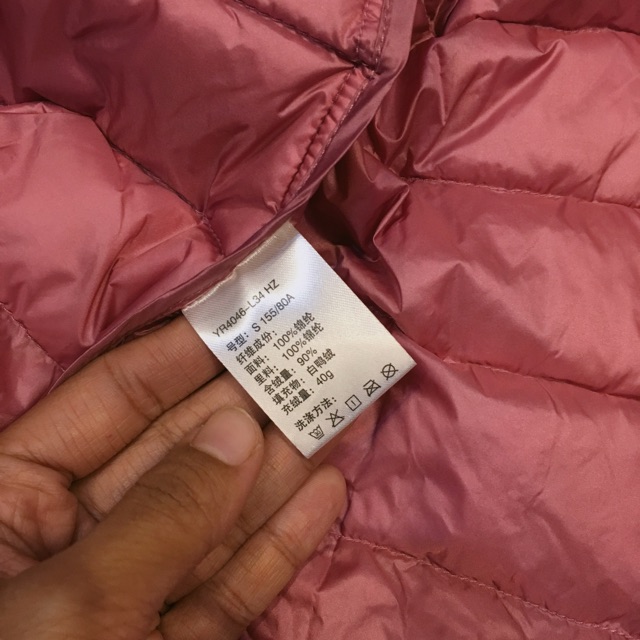 YR4046-L34 HZ
号型: S 155/80A
纤维成份:
面料: 100%锦纶
里料: 100%锦纶
含绒量: 90%
填充物: 白鹅绒
充绒量: 40g
洗涤方法: